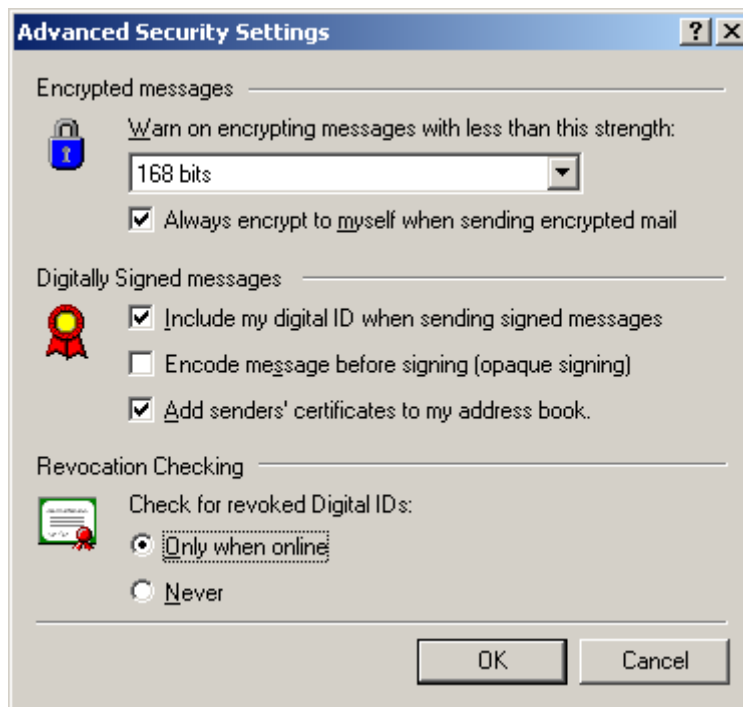 Advanced Security Settings
Encrypted messages
Warn on encrypting messages with less than this strength:
168 bits
Always encrypt to myself when sending encrypted mail
Digitally Signed messages
Include my digital ID when sending signed messages
Encode message before signing (opaque signing)
Add senders' certificates to my address book.
Revocation Checking
Check for revoked Digital IDs:
Only when online
Never
OK Cancel